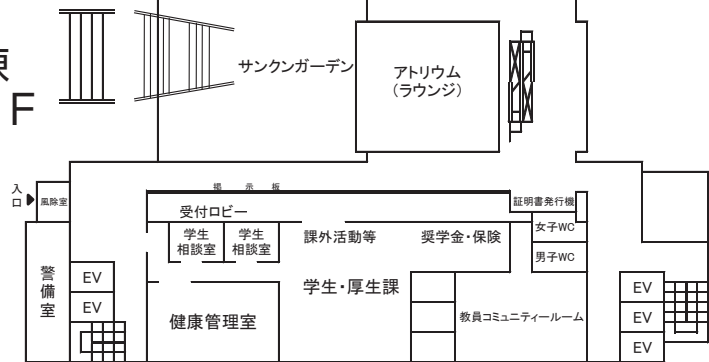 棟
F
サンクンガーデン
アトリウム
(ラウンジ)
入口
風除室
掲 示 板
証明書発行機
受付ロビー
学生
相談室
学生
相談室
課外活動等
奨学金・保険
女子WC
男子WC
警備室
EV
EV
学生・厚生課
健康管理室
教員コミュニティールーム
EV
EV
EV